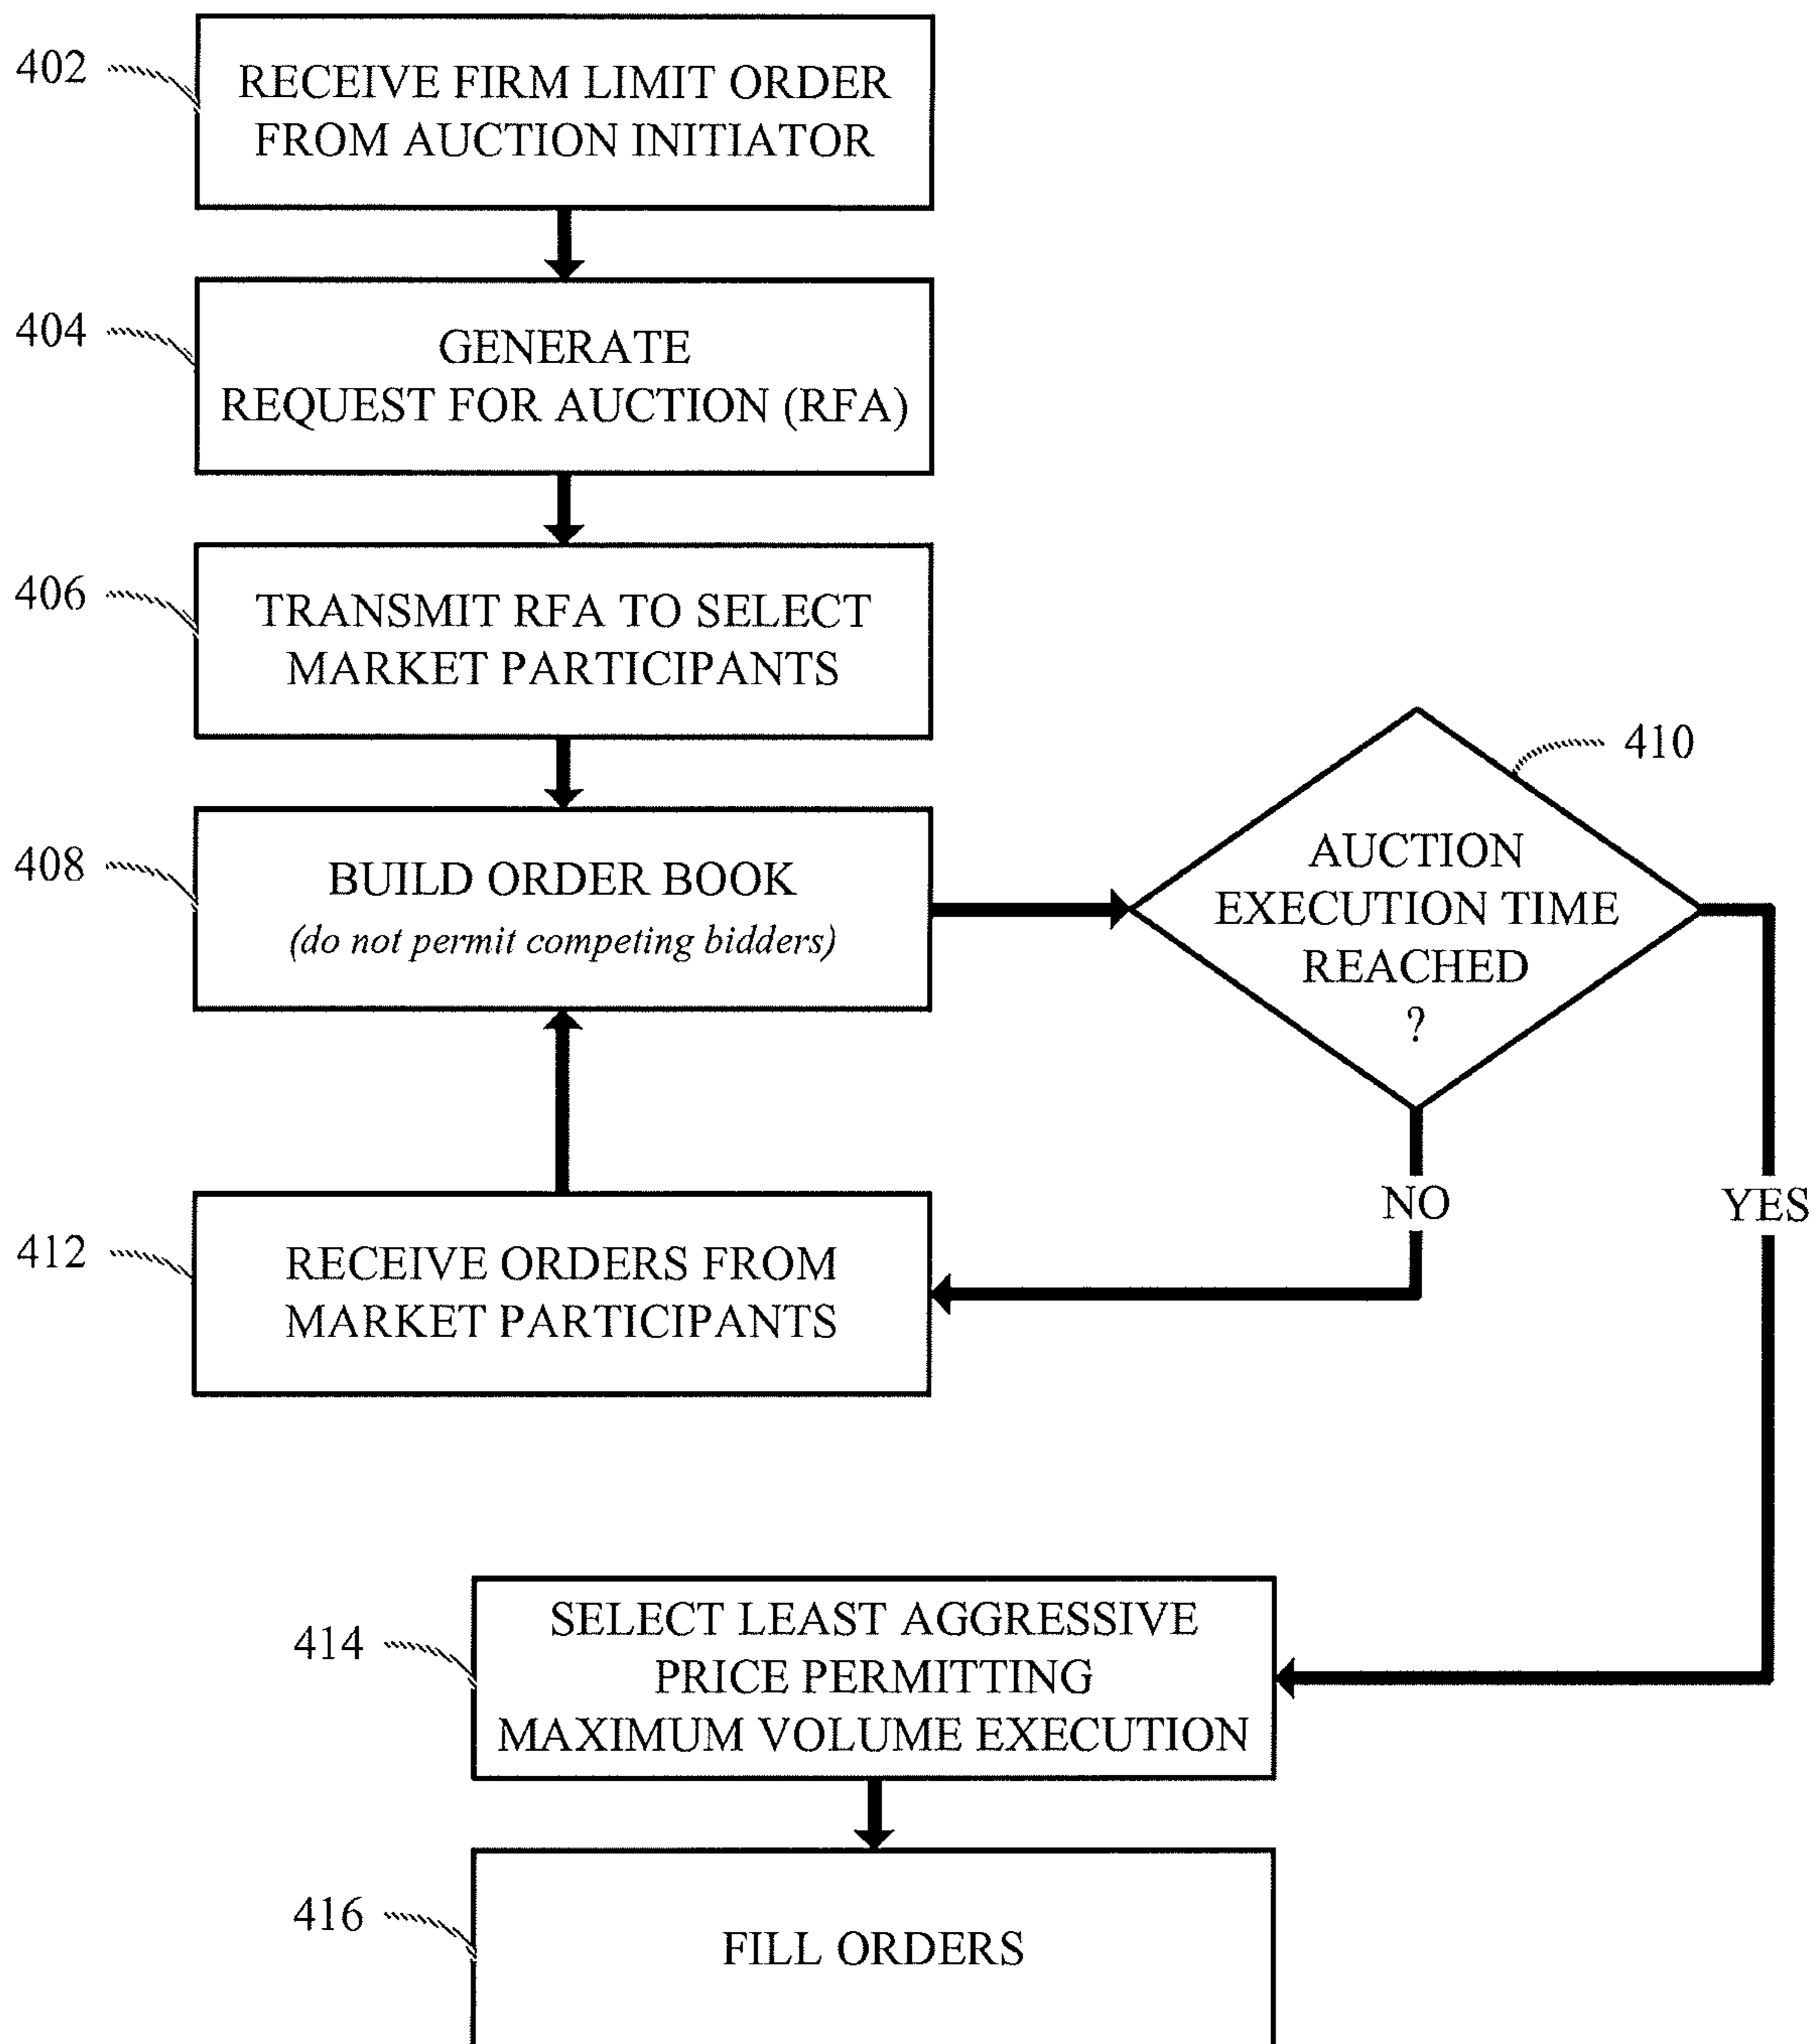 402
RECEIVE FIRM LIMIT ORDER
FROM AUCTION INITIATOR
404
GENERATE
REQUEST FOR AUCTION (RFA)
406
TRANSMIT RFA TO SELECT
MARKET PARTICIPANTS
408
BUILD ORDER BOOK
(do not permit competing bidders)
410
AUCTION
EXECUTION TIME
REACHED
?
NO
YES
412
RECEIVE ORDERS FROM
MARKET PARTICIPANTS
414
SELECT LEAST AGGRESSIVE
PRICE PERMITTING
MAXIMUM VOLUME EXECUTION
416
FILL ORDERS